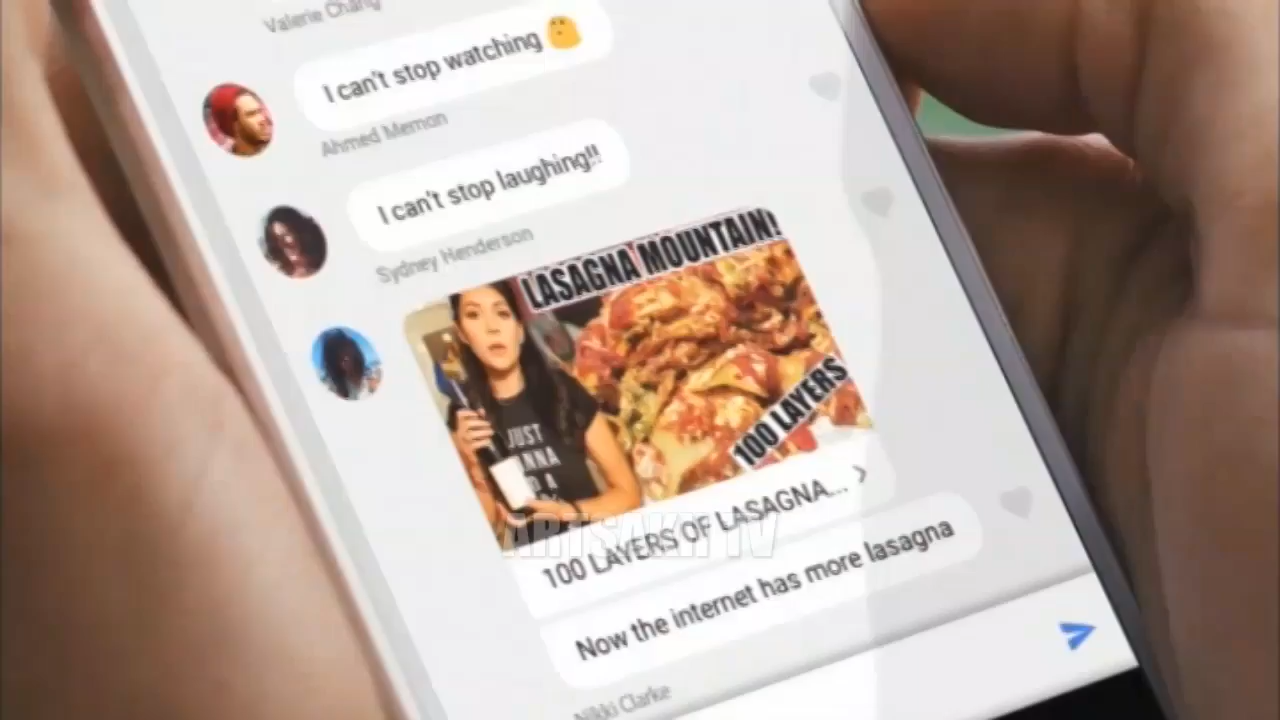 Valerie Chang
I can't stop watching
Ahmed Memon
I can't stop laughing!!
Sydney Henderson
LASAGNA MOUNTAIN!
JUST
100 LAYERS
100 LAYERS OF LASAGNA...
ARTSAKH TV
Now the internet has more lasagna
Nikki Clarke